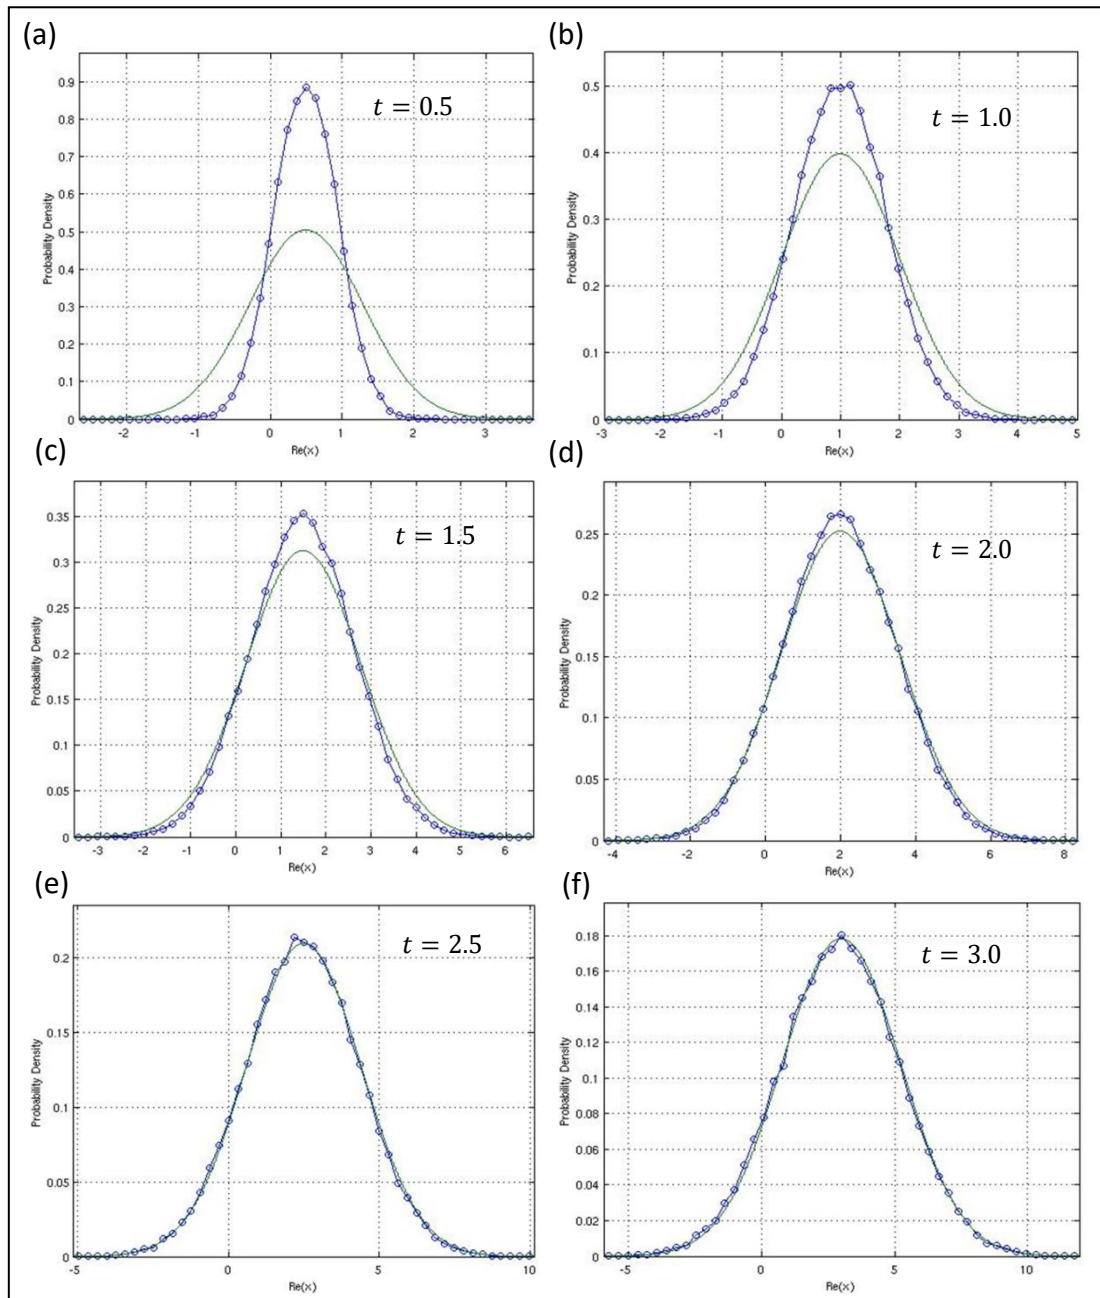 (a)
t = 0.5
Probability Density
0.9
0.8
0.7
0.6
0.5
0.4
0.3
0.2
0.1
0
-2 -1 0 1 2 3
Re(x)
(b)
t = 1.0
Probability Density
0.5
0.4
0.3
0.2
0.1
0
-3 -2 -1 0 1 2 3 4 5
Re(x)
(c)
t = 1.5
Probability Density
0.35
0.3
0.25
0.2
0.15
0.1
0.05
0
-3 -2 -1 0 1 2 3 4 5 6
Re(x)
(d)
t = 2.0
Probability Density
0.25
0.2
0.15
0.1
0.05
0
-4 -2 0 2 4 6 8
Re(x)
(e)
t = 2.5
Probability Density
0.2
0.15
0.1
0.05
0
-5 0 5 10
Re(x)
(f)
t = 3.0
Probability Density
0.18
0.16
0.14
0.12
0.1
0.08
0.06
0.04
0.02
0
-5 0 5 10
Re(x)